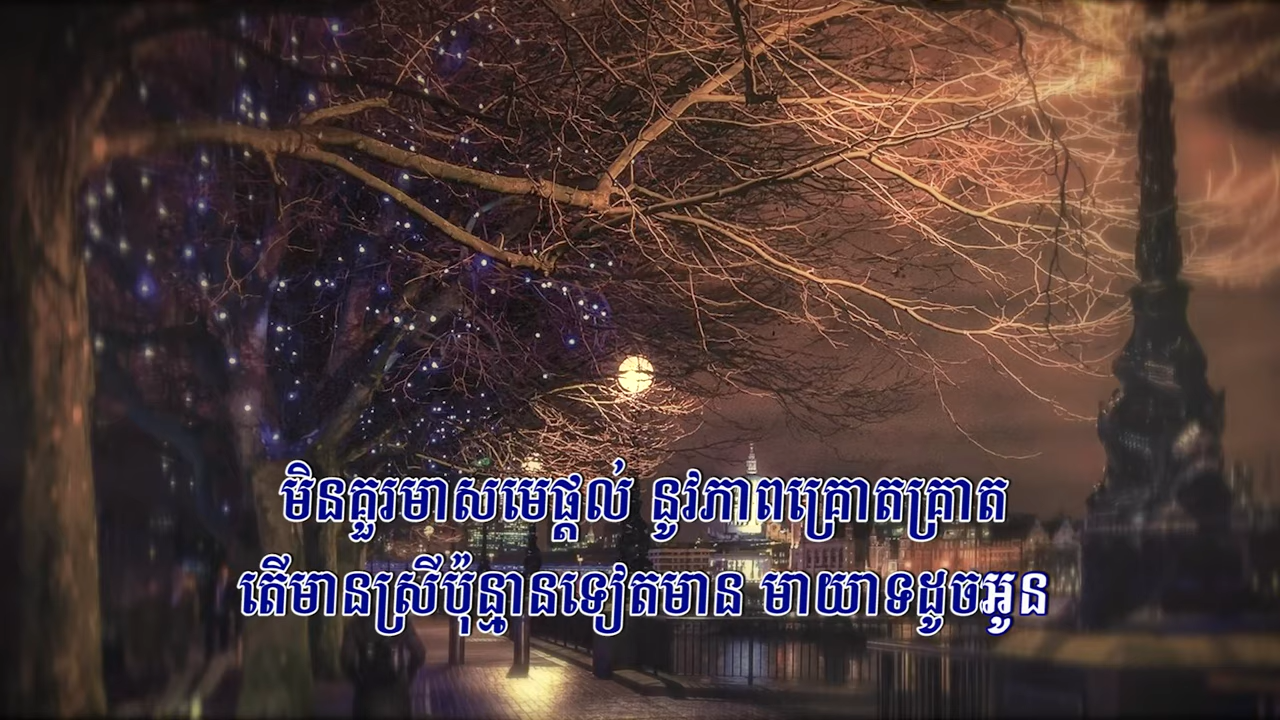 មិនគួរមាសមេផ្ដល់ នូវភាពគ្រោតគ្រាត
តើមានស្រីប៉ុន្មានទៀតមាន មាយាទដូចអូន